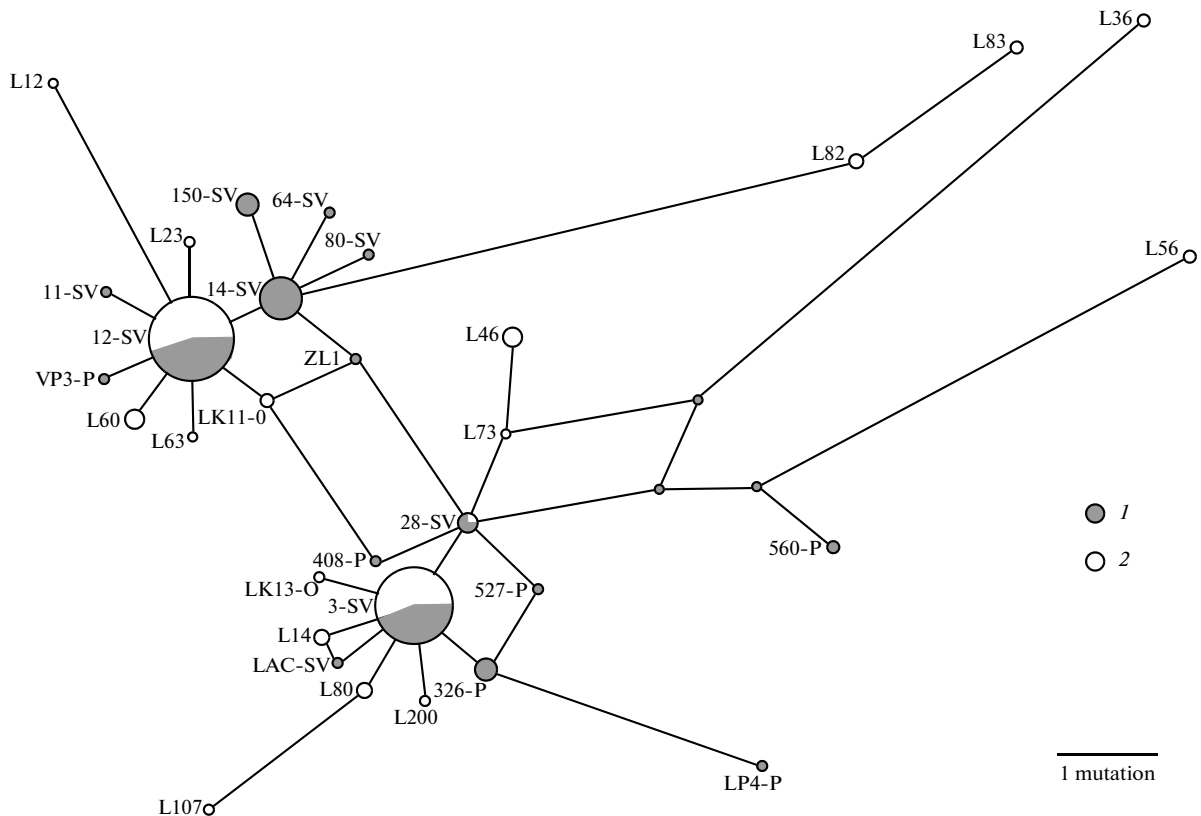 L36
L83
L12
L82
150-SV
64-SV
L23
80-SV
L56
11-SV
14-SV
12-SV
L46
ZL1
VP3-P
L60
LK11-0
L63
L73
1
28-SV
560-P
2
408-P
LK13-O
527-P
3-SV
L14
LAC-SV
L80
326-P
L200
1 mutation
LP4-P
L107